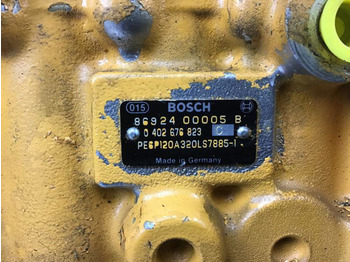 015 BOSCH
86924 00005 B
0 402 676 823 C
PE6P120A320LS7885-1
Made in Germany